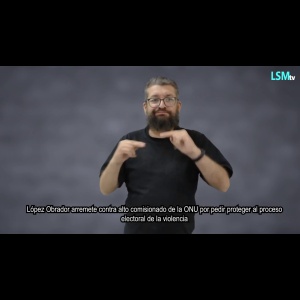 LSMtv
López Obrador arremete contra alto comisionado de la ONU por pedir proteger al proceso
electoral de la violencia